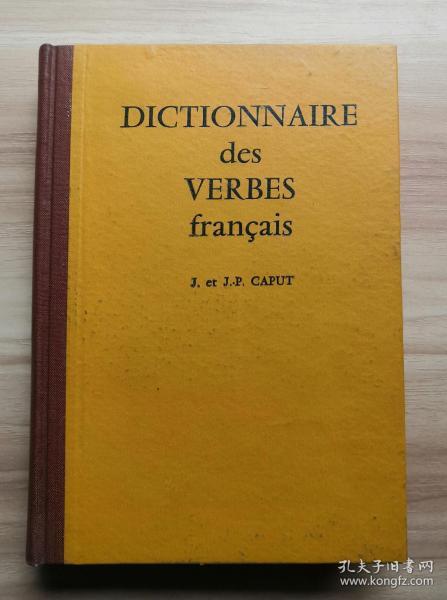 DICTIONNAIRE
des
VERBES
français
J. et J.-P. CAPUT
孔夫子旧书网
www.kongfz.com